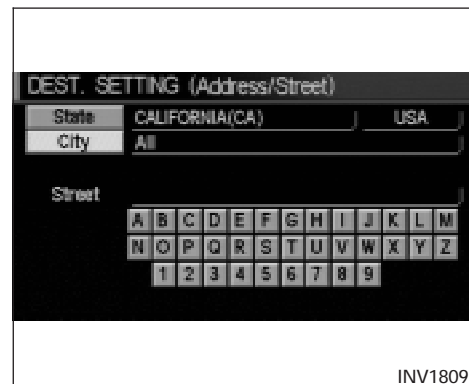 DEST. SETTING (Address/Street)
State CALIFORNIA(CA) USA
City All
Street
A B C D E F G H I J K L M
N O P Q R S T U V W X Y Z
1 2 3 4 5 6 7 8 9
INV1809